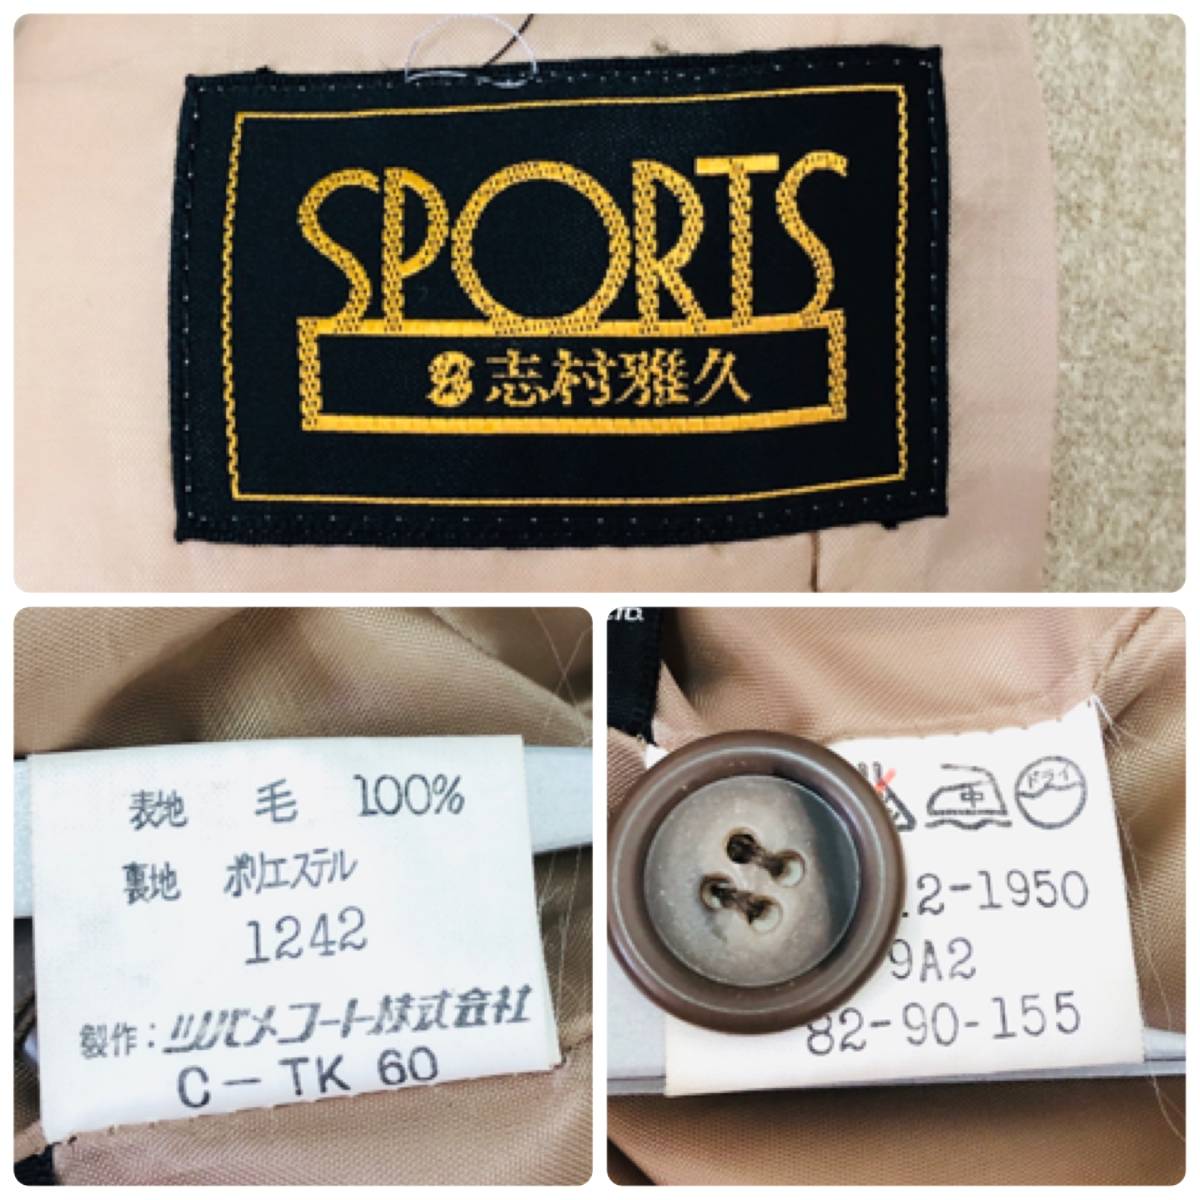 SPORTS
志村雅久
表地 毛 100%
裏地 ポリエステル
1242
製作：ツバメコート株式会社
C-TK 60
中 ドライ
2-1950
9A2
82-90-155